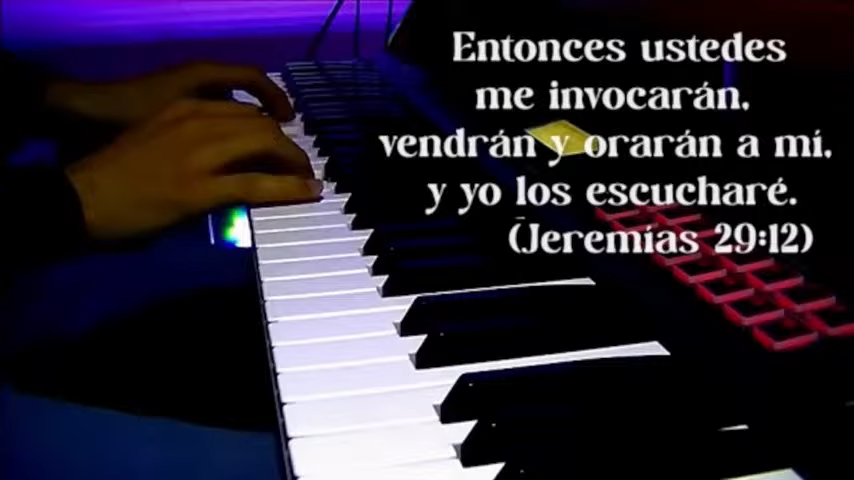 Entonces ustedes
me invocarán,
vendrán y orarán a mí,
y yo los escucharé.
(Jeremías 29:12)